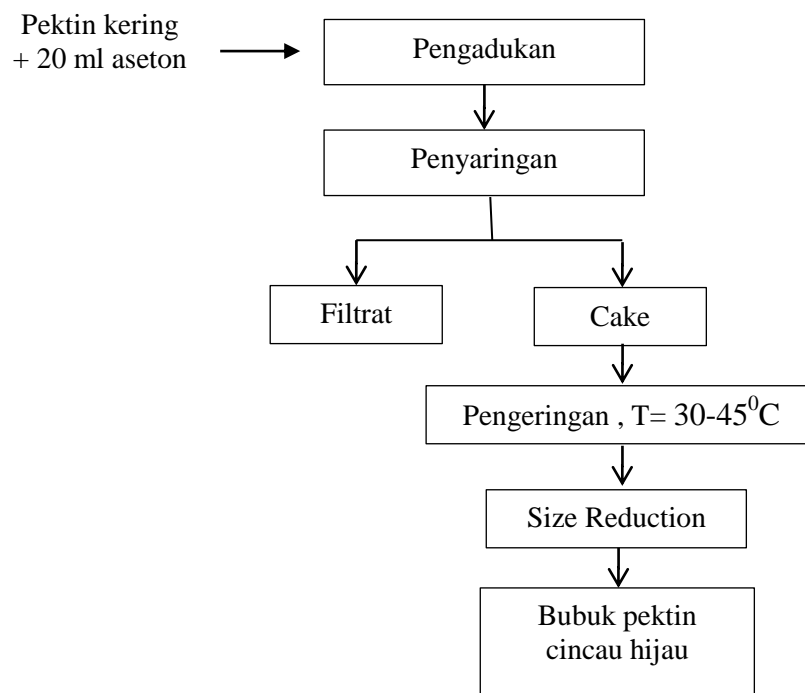 Pektin kering
+ 20 ml aseton
Pengadukan
Penyaringan
Filtrat
Cake
Pengeringan , T= 30-45⁰C
Size Reduction
Bubuk pektin
cincau hijau